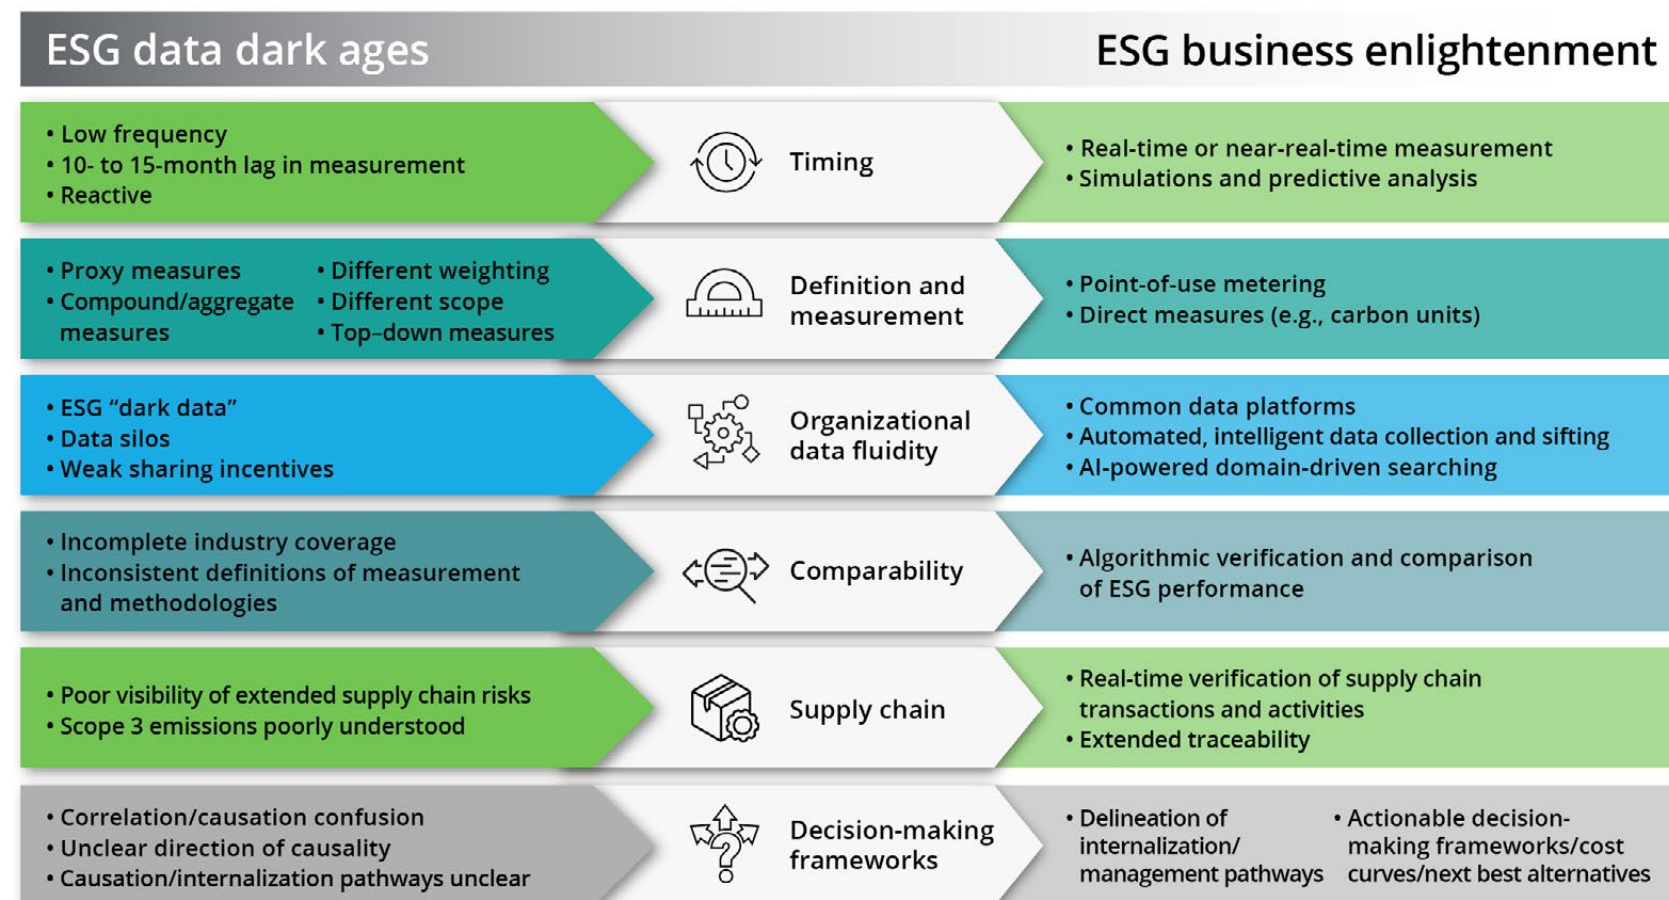 ESG data dark ages
ESG business enlightenment
• Low frequency
• 10- to 15-month lag in measurement
• Reactive
Timing
• Real-time or near-real-time measurement
• Simulations and predictive analysis
• Proxy measures
• Compound/aggregate
measures
• Different weighting
• Different scope
• Top–down measures
Definition and
measurement
• Point-of-use metering
• Direct measures (e.g., carbon units)
• ESG “dark data”
• Data silos
• Weak sharing incentives
Organizational
data fluidity
• Common data platforms
• Automated, intelligent data collection and sifting
• AI-powered domain-driven searching
• Incomplete industry coverage
• Inconsistent definitions of measurement
and methodologies
Comparability
• Algorithmic verification and comparison
of ESG performance
• Poor visibility of extended supply chain risks
• Scope 3 emissions poorly understood
Supply chain
• Real-time verification of supply chain
transactions and activities
• Extended traceability
• Correlation/causation confusion
• Unclear direction of causality
• Causation/internalization pathways unclear
Decision-making
frameworks
• Delineation of
internalization/
management pathways
• Actionable decision-
making frameworks/cost
curves/next best alternatives